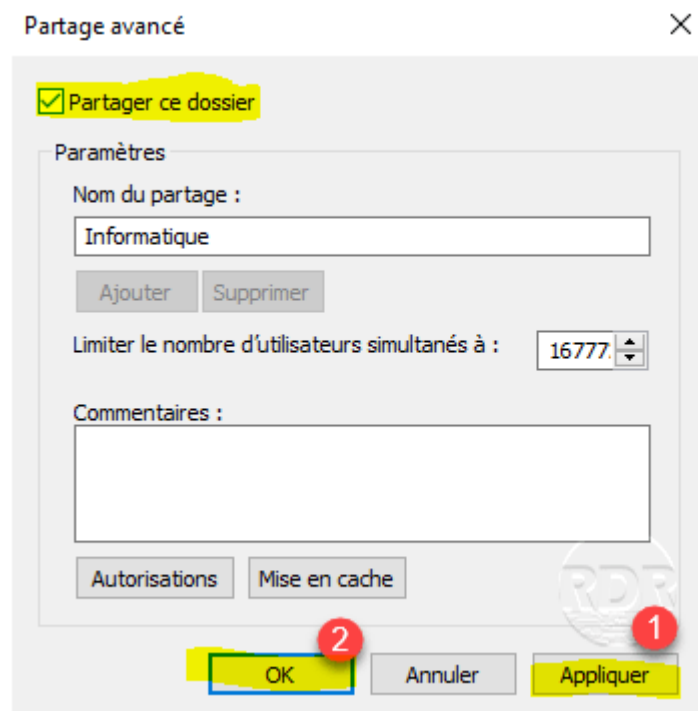 Partage avancé
Partager ce dossier
Paramètres
Nom du partage :
Informatique
Ajouter Supprimer
Limiter le nombre d'utilisateurs simultanés à : 16777
Commentaires :
Autorisations Mise en cache
RDR
2 1
OK Annuler Appliquer